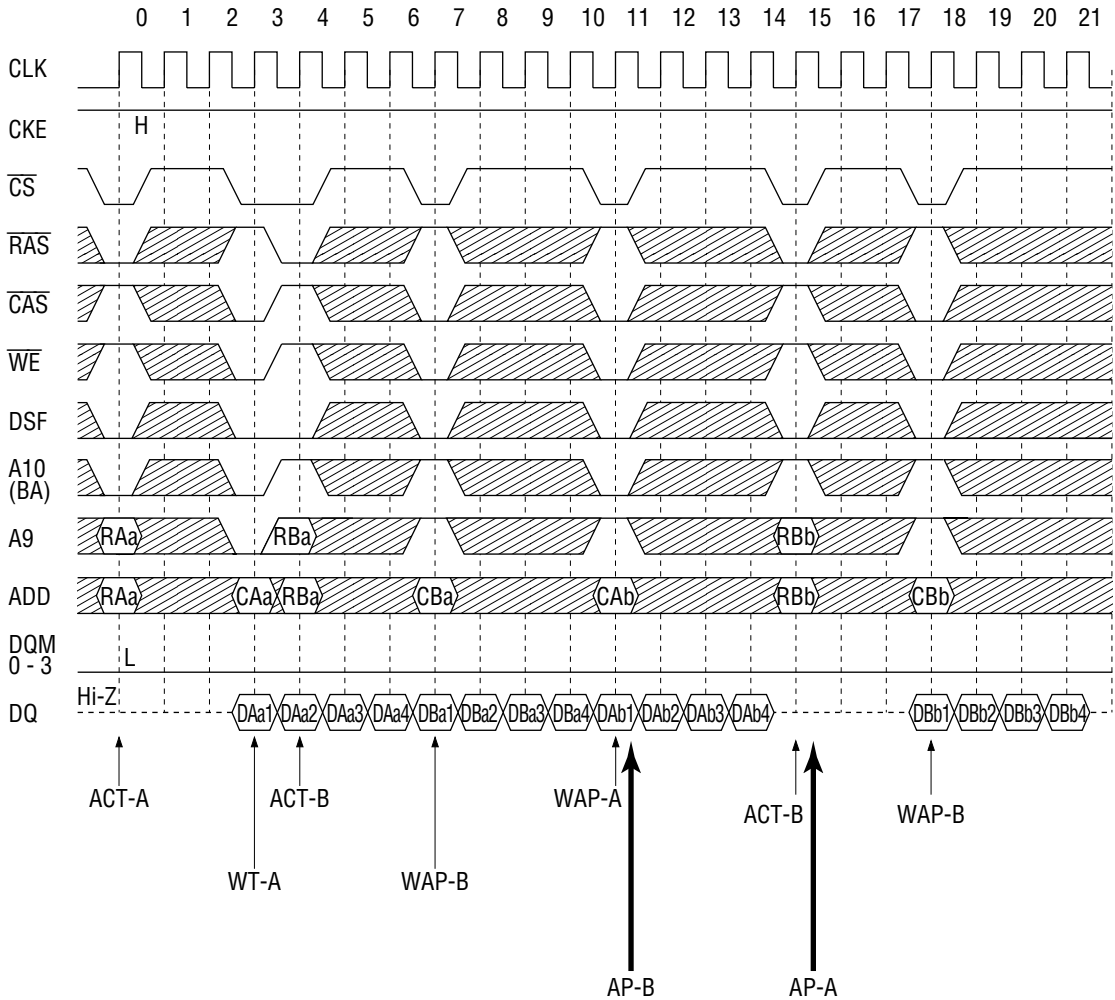 0 1 2 3 4 5 6 7 8 9 10 11 12 13 14 15 16 17 18 19 20 21
CLK
CKE H
CS
RAS
CAS
WE
DSF
A10
(BA)
A9 RAa RBa RBb
ADD RAa CAa RBa CBa CAb RBb CBb
DQM
0 - 3 L
DQ Hi-Z DAa1 DAa2 DAa3 DAa4 DBa1 DBa2 DBa3 DBa4 DAb1 DAb2 DAb3 DAb4 DBb1 DBb2 DBb3 DBb4
ACT-A ACT-B WAP-A ACT-B WAP-B
WT-A WAP-B
AP-B AP-A